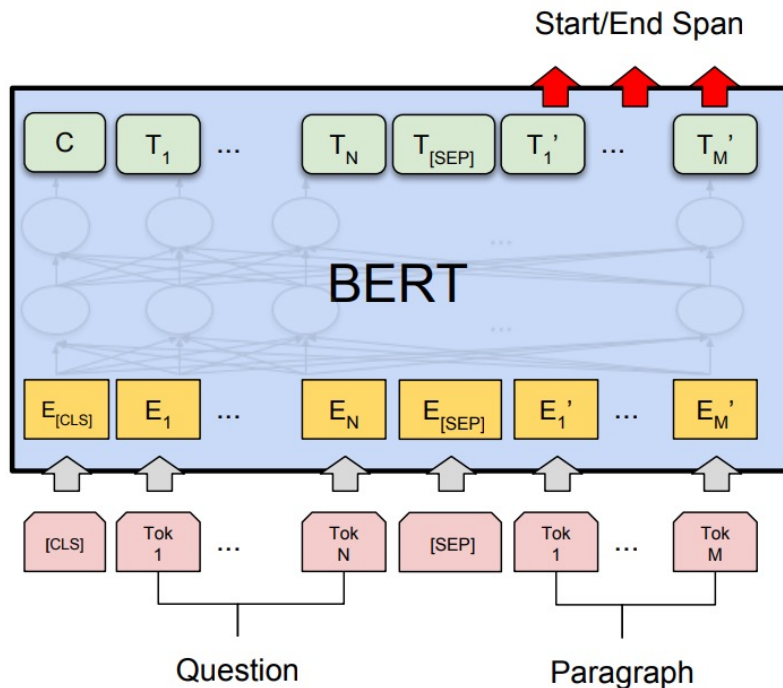 Start/End Span
C T1 ... TN T[SEP] T1’ ... TM’
...
BERT
...
E[CLS] E1 ... EN E[SEP] E1’ ... EM’
[CLS] Tok 1 ... Tok N [SEP] Tok 1 ... Tok M
Question Paragraph